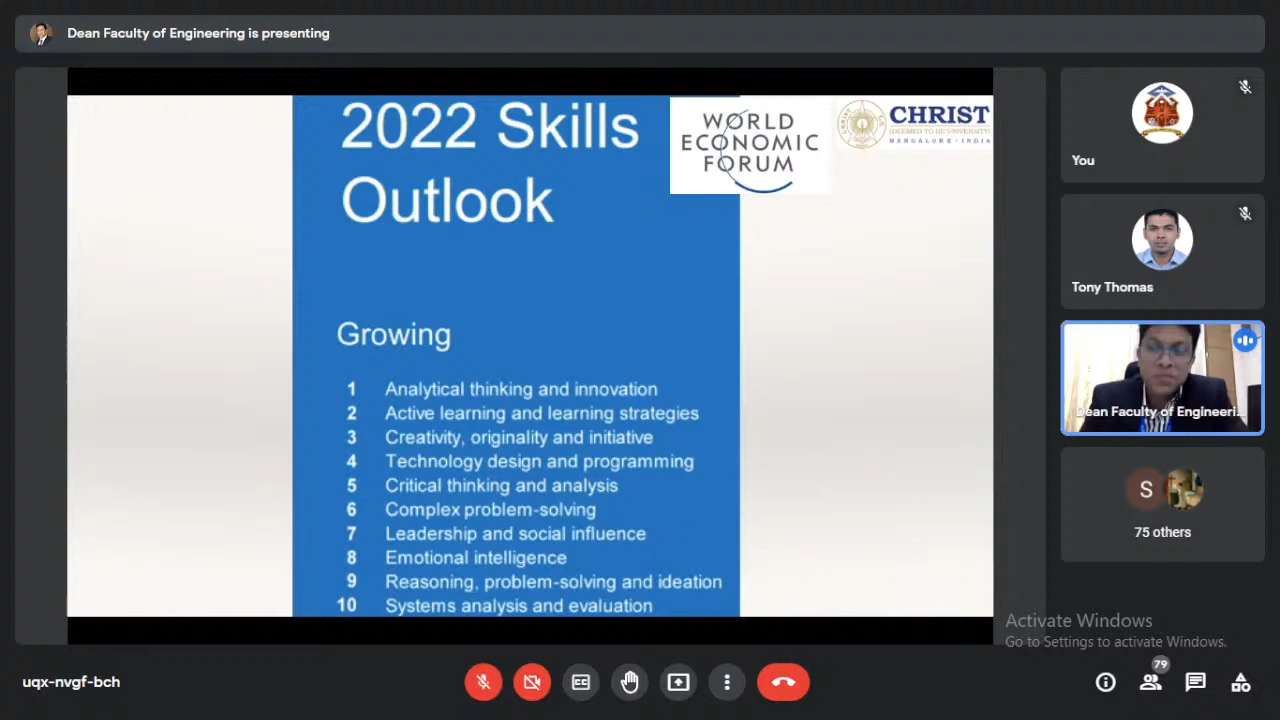 Dean Faculty of Engineering is presenting
2022 Skills
Outlook
WORLD
ECONOMIC
FORUM
CHRIST
(DEEMED TO BE UNIVERSITY)
BANGALORE · INDIA
Growing
1 Analytical thinking and innovation
2 Active learning and learning strategies
3 Creativity, originality and initiative
4 Technology design and programming
5 Critical thinking and analysis
6 Complex problem-solving
7 Leadership and social influence
8 Emotional intelligence
9 Reasoning, problem-solving and ideation
10 Systems analysis and evaluation
You
Tony Thomas
Dean Faculty of Engineeri...
S
75 others
Activate Windows
Go to Settings to activate Windows.
uqx-nvgf-bch
79